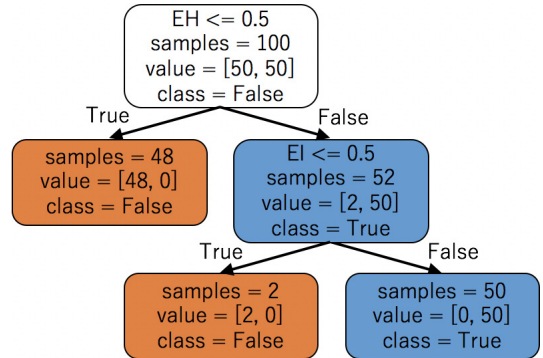 EH <= 0.5
samples = 100
value = [50, 50]
class = False
True
False
samples = 48
value = [48, 0]
class = False
EI <= 0.5
samples = 52
value = [2, 50]
class = True
True
False
samples = 2
value = [2, 0]
class = False
samples = 50
value = [0, 50]
class = True